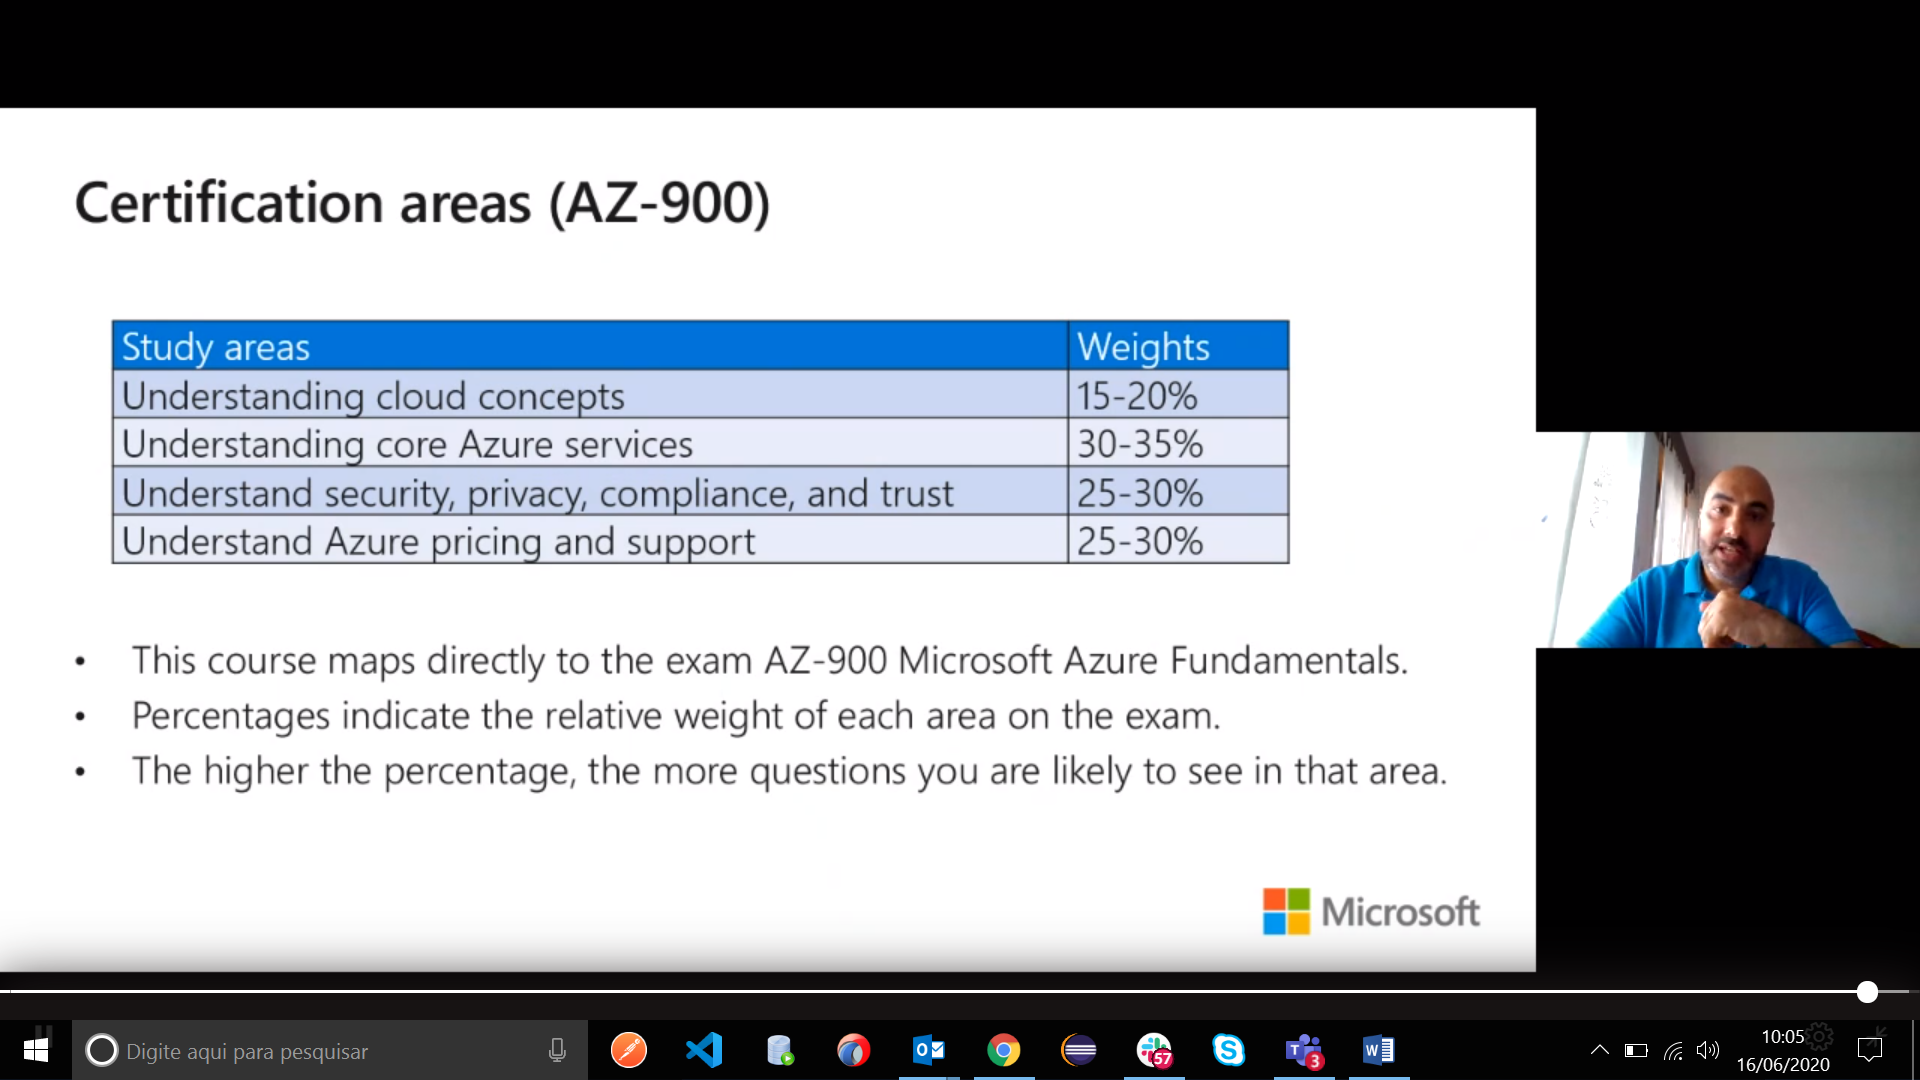 Certification areas (AZ-900)
Study areas Weights
Understanding cloud concepts 15-20%
Understanding core Azure services 30-35%
Understand security, privacy, compliance, and trust 25-30%
Understand Azure pricing and support 25-30%
• This course maps directly to the exam AZ-900 Microsoft Azure Fundamentals.
• Percentages indicate the relative weight of each area on the exam.
• The higher the percentage, the more questions you are likely to see in that area.
Microsoft
Digite aqui para pesquisar
57
3
10:05
16/06/2020